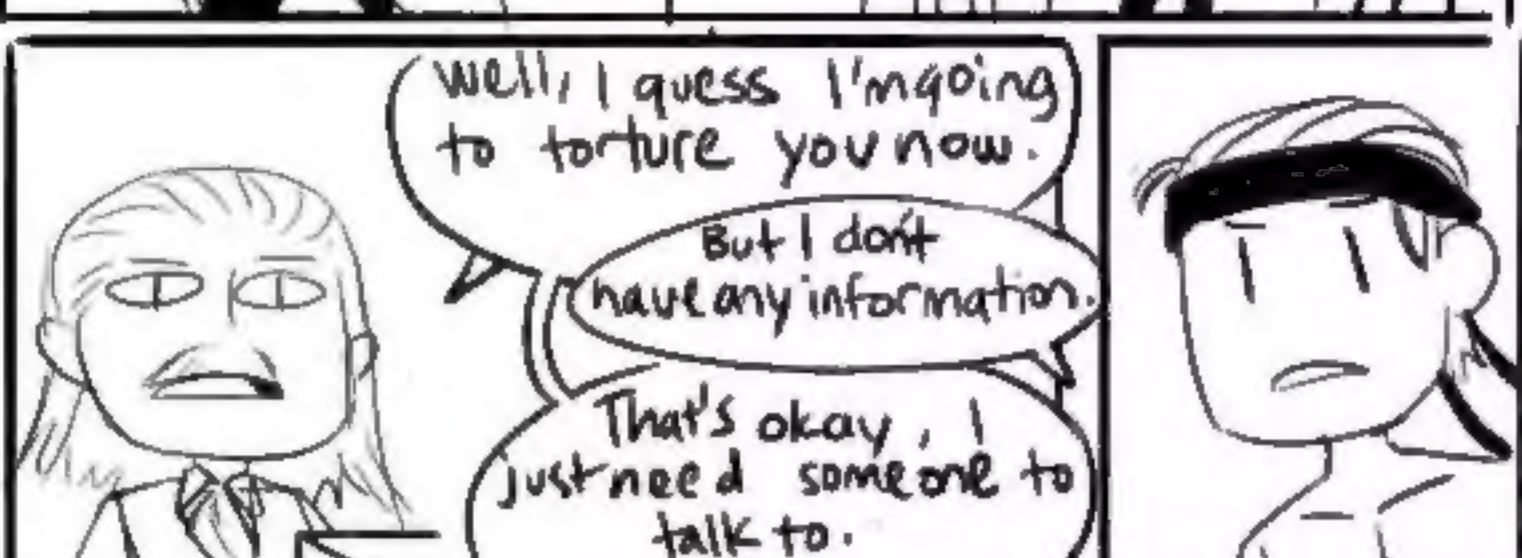 Well, I guess I'm going
to torture you now.
But I don't
have any information.
That's okay, I
just need someone to
talk to.